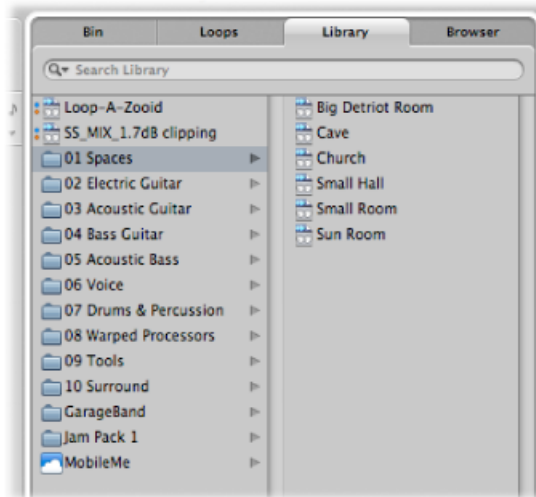 Bin Loops Library Browser
Search Library
Loop-A-Zooid
SS_MIX_1.7dB clipping
01 Spaces
02 Electric Guitar
03 Acoustic Guitar
04 Bass Guitar
05 Acoustic Bass
06 Voice
07 Drums & Percussion
08 Warped Processors
09 Tools
10 Surround
GarageBand
Jam Pack 1
MobileMe
Big Detriot Room
Cave
Church
Small Hall
Small Room
Sun Room